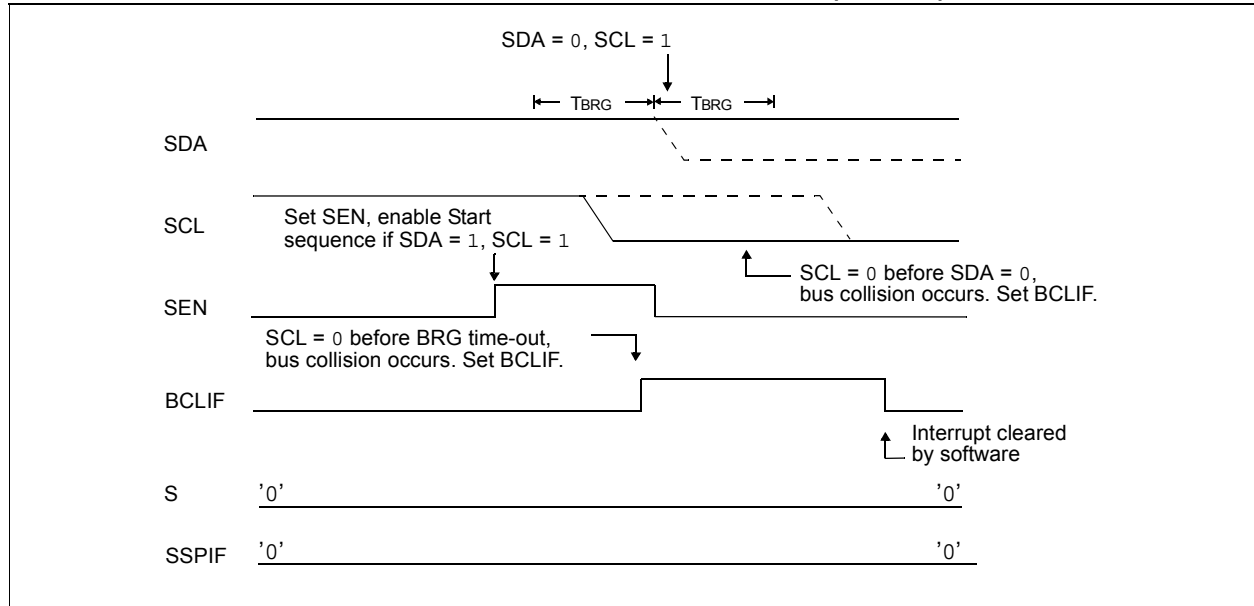 SDA = 0, SCL = 1
TBRG TBRG
SDA
SCL
Set SEN, enable Start
sequence if SDA = 1, SCL = 1
SCL = 0 before SDA = 0,
bus collision occurs. Set BCLIF.
SEN
SCL = 0 before BRG time-out,
bus collision occurs. Set BCLIF.
BCLIF
Interrupt cleared
by software
S '0' '0'
SSPIF '0' '0'